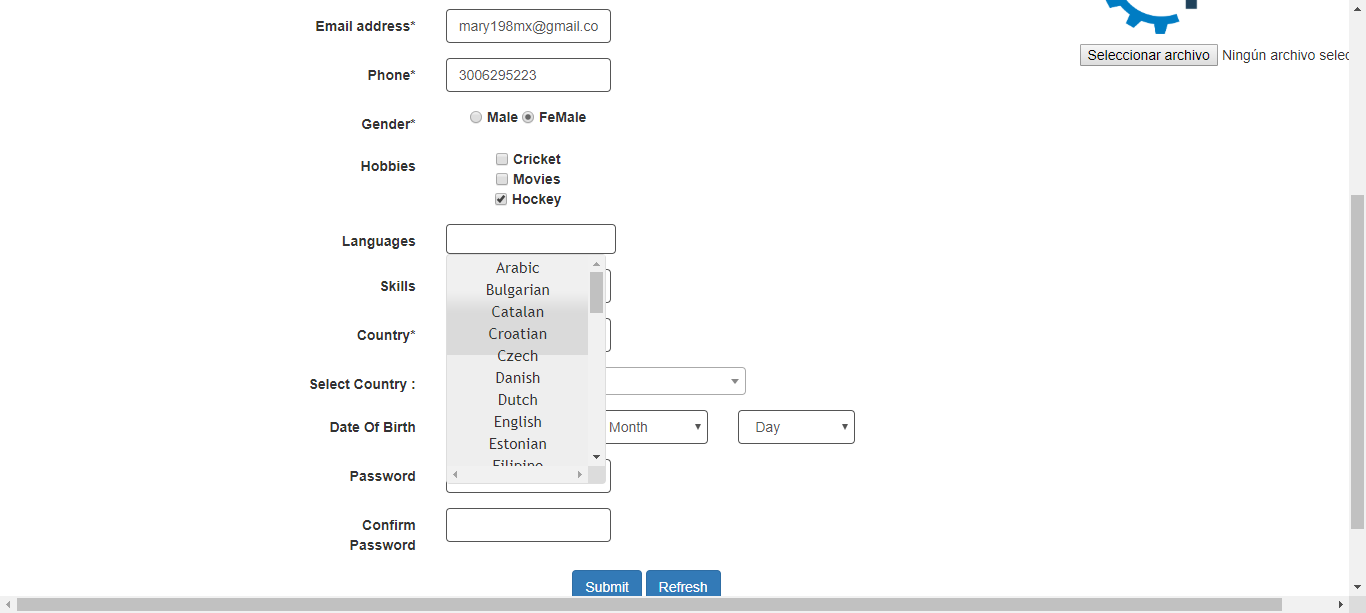 Email address* mary198mx@gmail.co
Seleccionar archivo Ningún archivo selec
Phone* 3006295223
Gender* Male FeMale
Hobbies Cricket
Movies
Hockey
Languages
Arabic
Skills Bulgarian
Catalan
Country* Croatian
Czech
Select Country : Danish
Dutch
Date Of Birth English Month Day
Estonian
Password Filipino
Confirm
Password
Submit Refresh